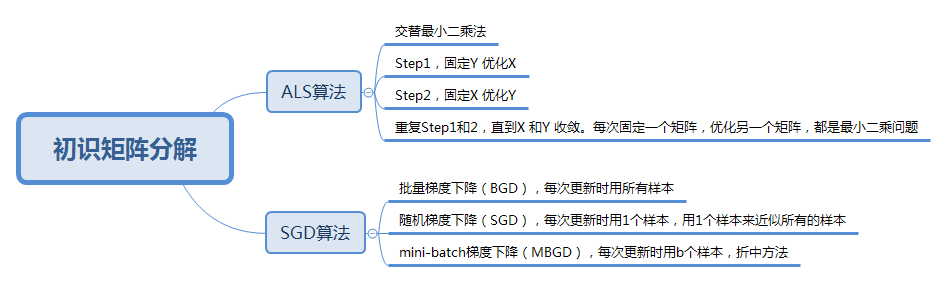 初识矩阵分解
ALS算法
交替最小二乘法
Step1，固定Y 优化X
Step2，固定X 优化Y
重复Step1和2，直到X 和Y 收敛。每次固定一个矩阵，优化另一个矩阵，都是最小二乘问题
SGD算法
批量梯度下降（BGD），每次更新时用所有样本
随机梯度下降（SGD），每次更新时用1个样本，用1个样本来近似所有的样本
mini-batch梯度下降（MBGD），每次更新时用b个样本，折中方法